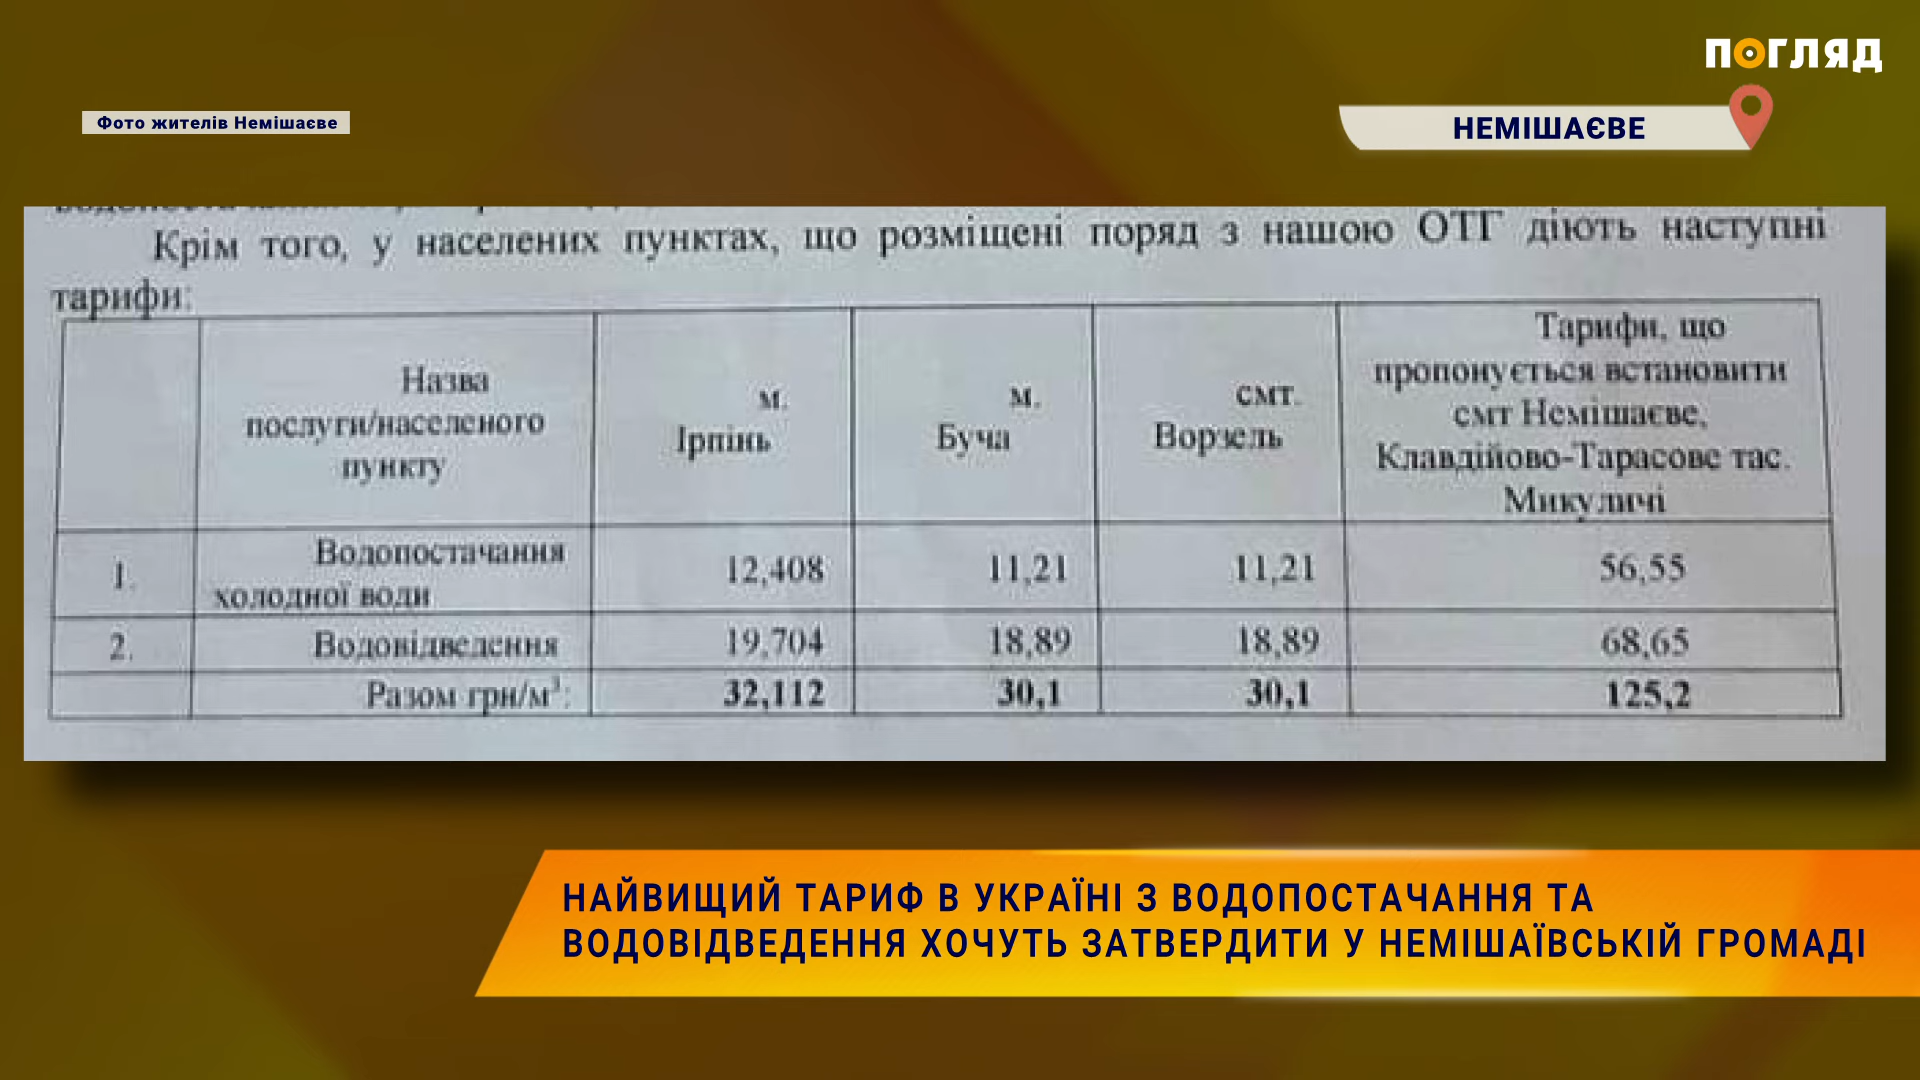 ПОГЛЯД
Фото жителів Немішаєве
НЕМІШАЄВЕ
Крім того, у населених пунктах, що розміщені поряд з нашою ОТГ діють наступні
тарифи:
Назва
послуги/населеного
пункту
м.
Ірпінь
м.
Буча
смт.
Ворзель
Тарифи, що
пропонується встановити
смт Немішаєве,
Клавдійово-Тарасове тас.
Микуличі
1.
Водопостачання
холодної води
12,408
11,21
11,21
56,55
2.
Водовідведення
19,704
18,89
18,89
68,65
Разом грн/м³:
32,112
30,1
30,1
125,2
НАЙВИЩИЙ ТАРИФ В УКРАЇНІ З ВОДОПОСТАЧАННЯ ТА
ВОДОВІДВЕДЕННЯ ХОЧУТЬ ЗАТВЕРДИТИ У НЕМІШАЇВСЬКІЙ ГРОМАДІ